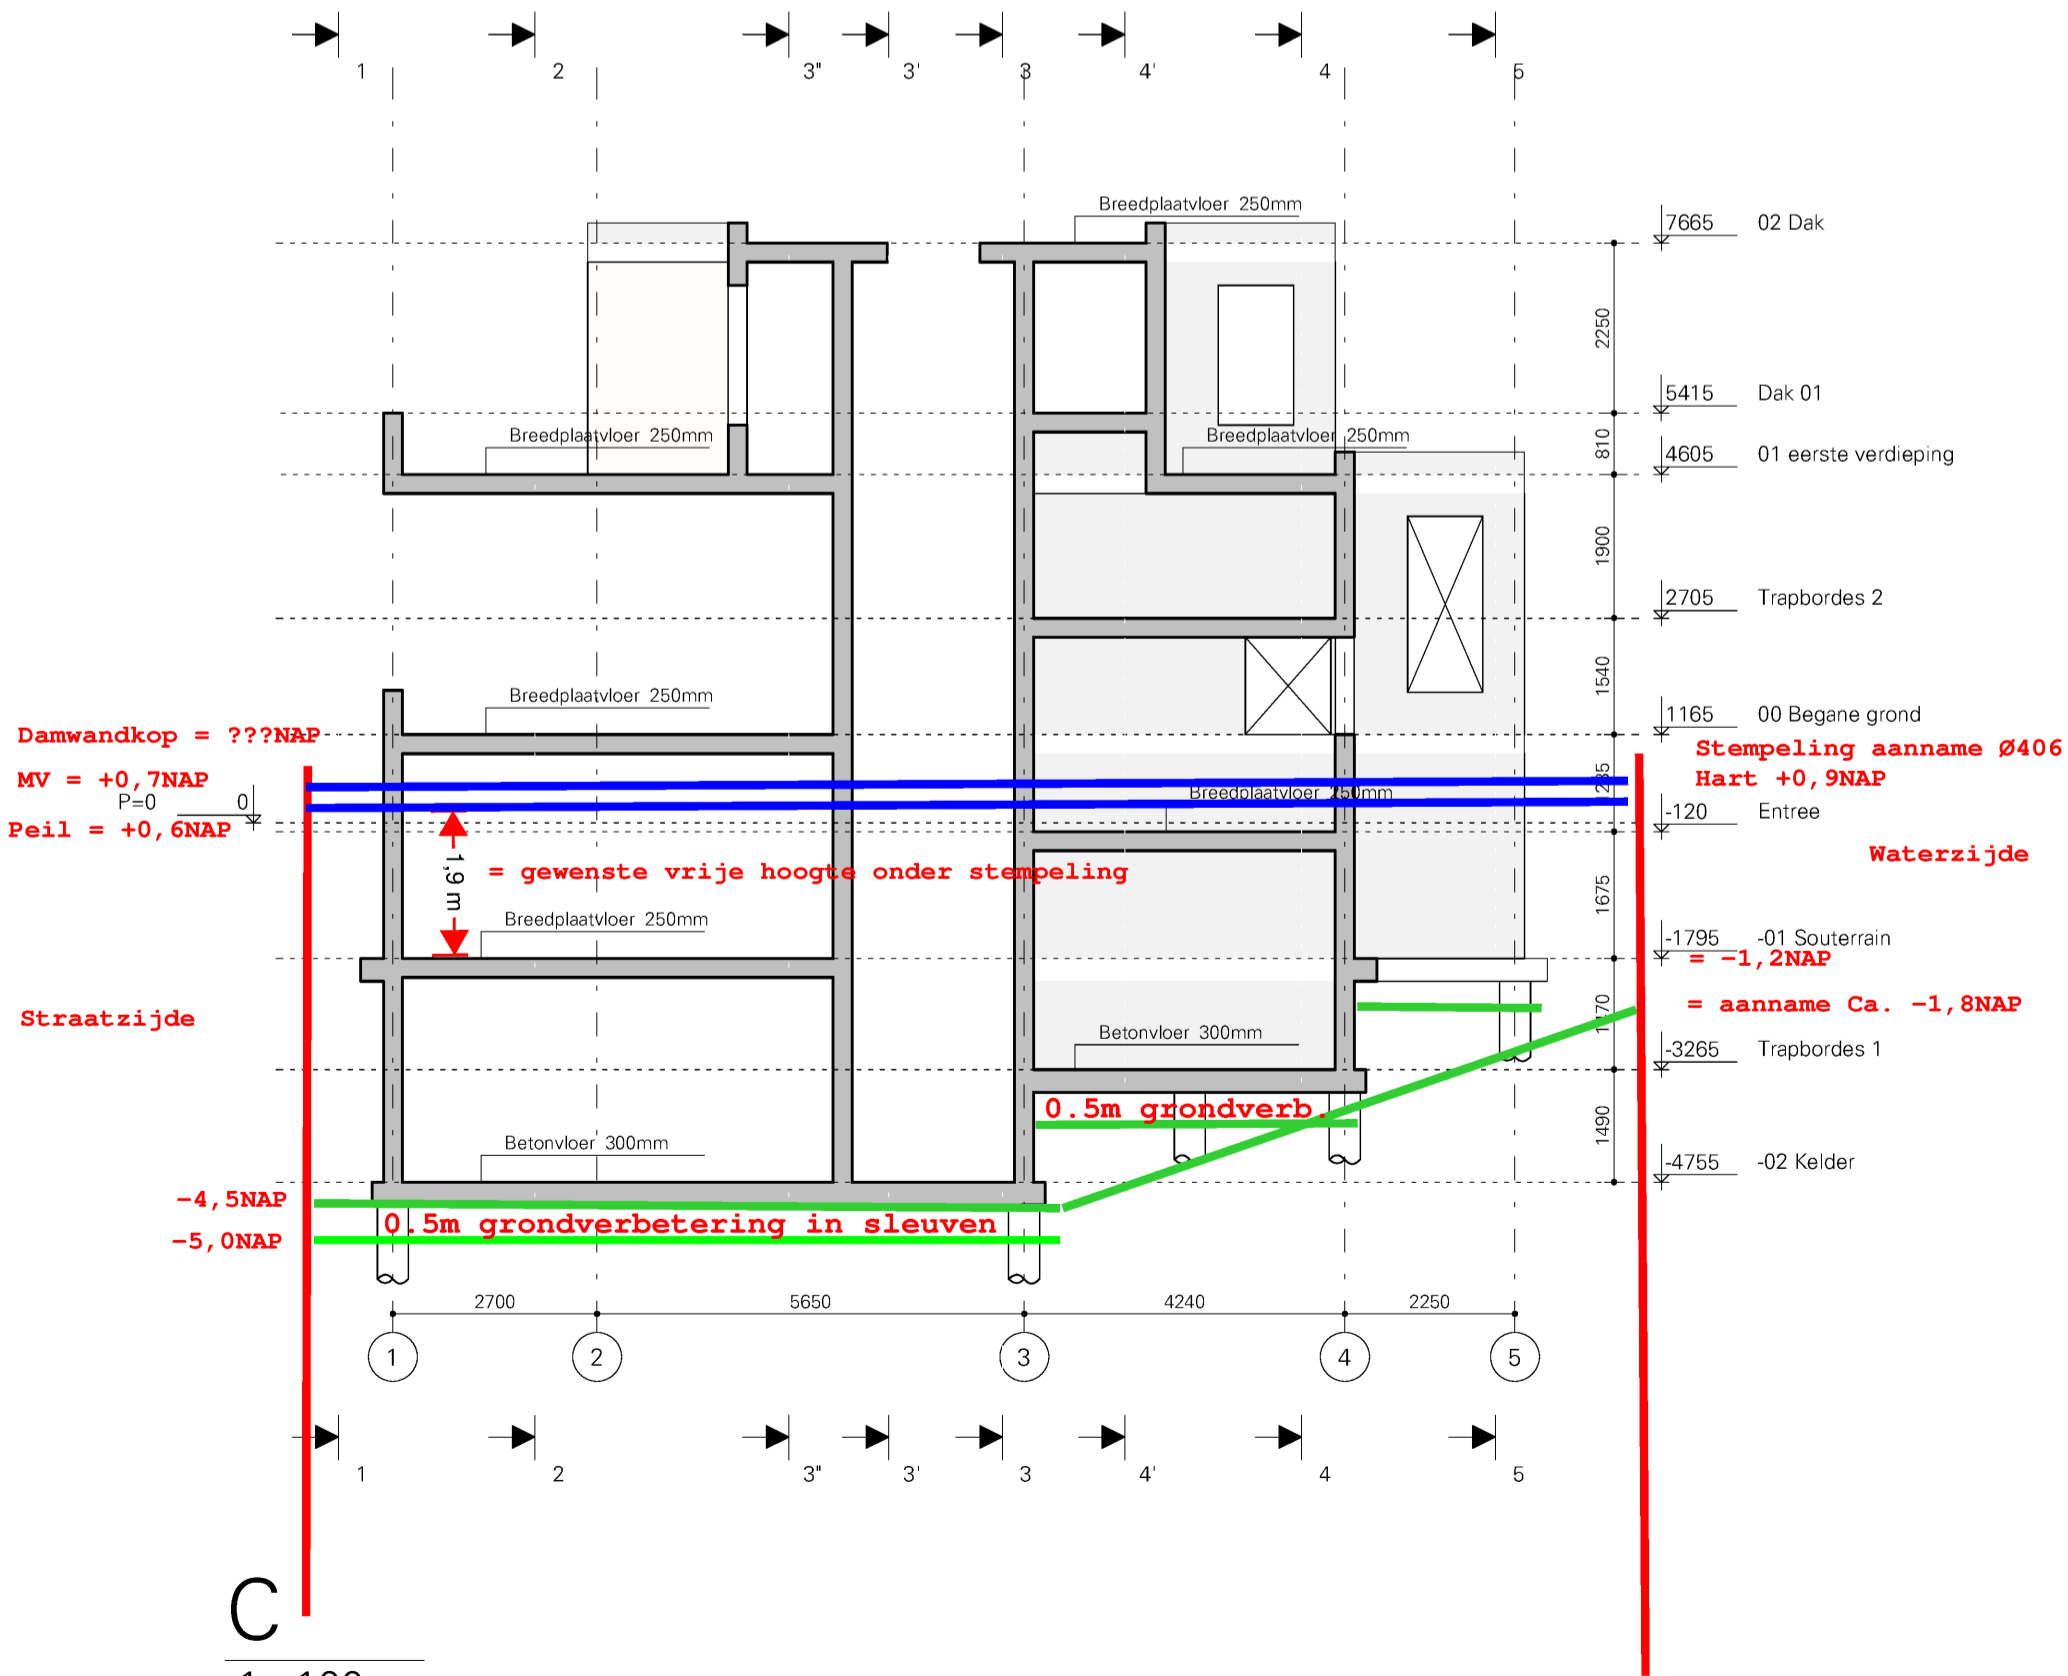 1 2 3" 3' 3 4' 4 5
Breedplaatvloer 250mm
7665 02 Dak
2250
5415 Dak 01
Breedplaatvloer 250mm
Breedplaatvloer 250mm
810
4605 01 eerste verdieping
1900
2705 Trapbordes 2
1540
Breedplaatvloer 250mm
1165 00 Begane grond
Damwandkop = ???NAP
Stempeling aanname Ø406
MV = +0,7NAP
Hart +0,9NAP
P=0 0
Breedplaatvloer 250mm
-120 Entree
Peil = +0,6NAP
Waterzijde
1,9 m
= gewenste vrije hoogte onder stempeling
1675
Breedplaatvloer 250mm
-1795 -01 Souterrain
= -1,2NAP
Straatzijde
= aanname Ca. -1,8NAP
Betonvloer 300mm
-3265 Trapbordes 1
0.5m grondverb.
1490
Betonvloer 300mm
-4755 -02 Kelder
-4,5NAP
0.5m grondverbetering in sleuven
-5,0NAP
2700 5650 4240 2250
1 2 3 4 5
1 2 3" 3' 3 4' 4 5
C